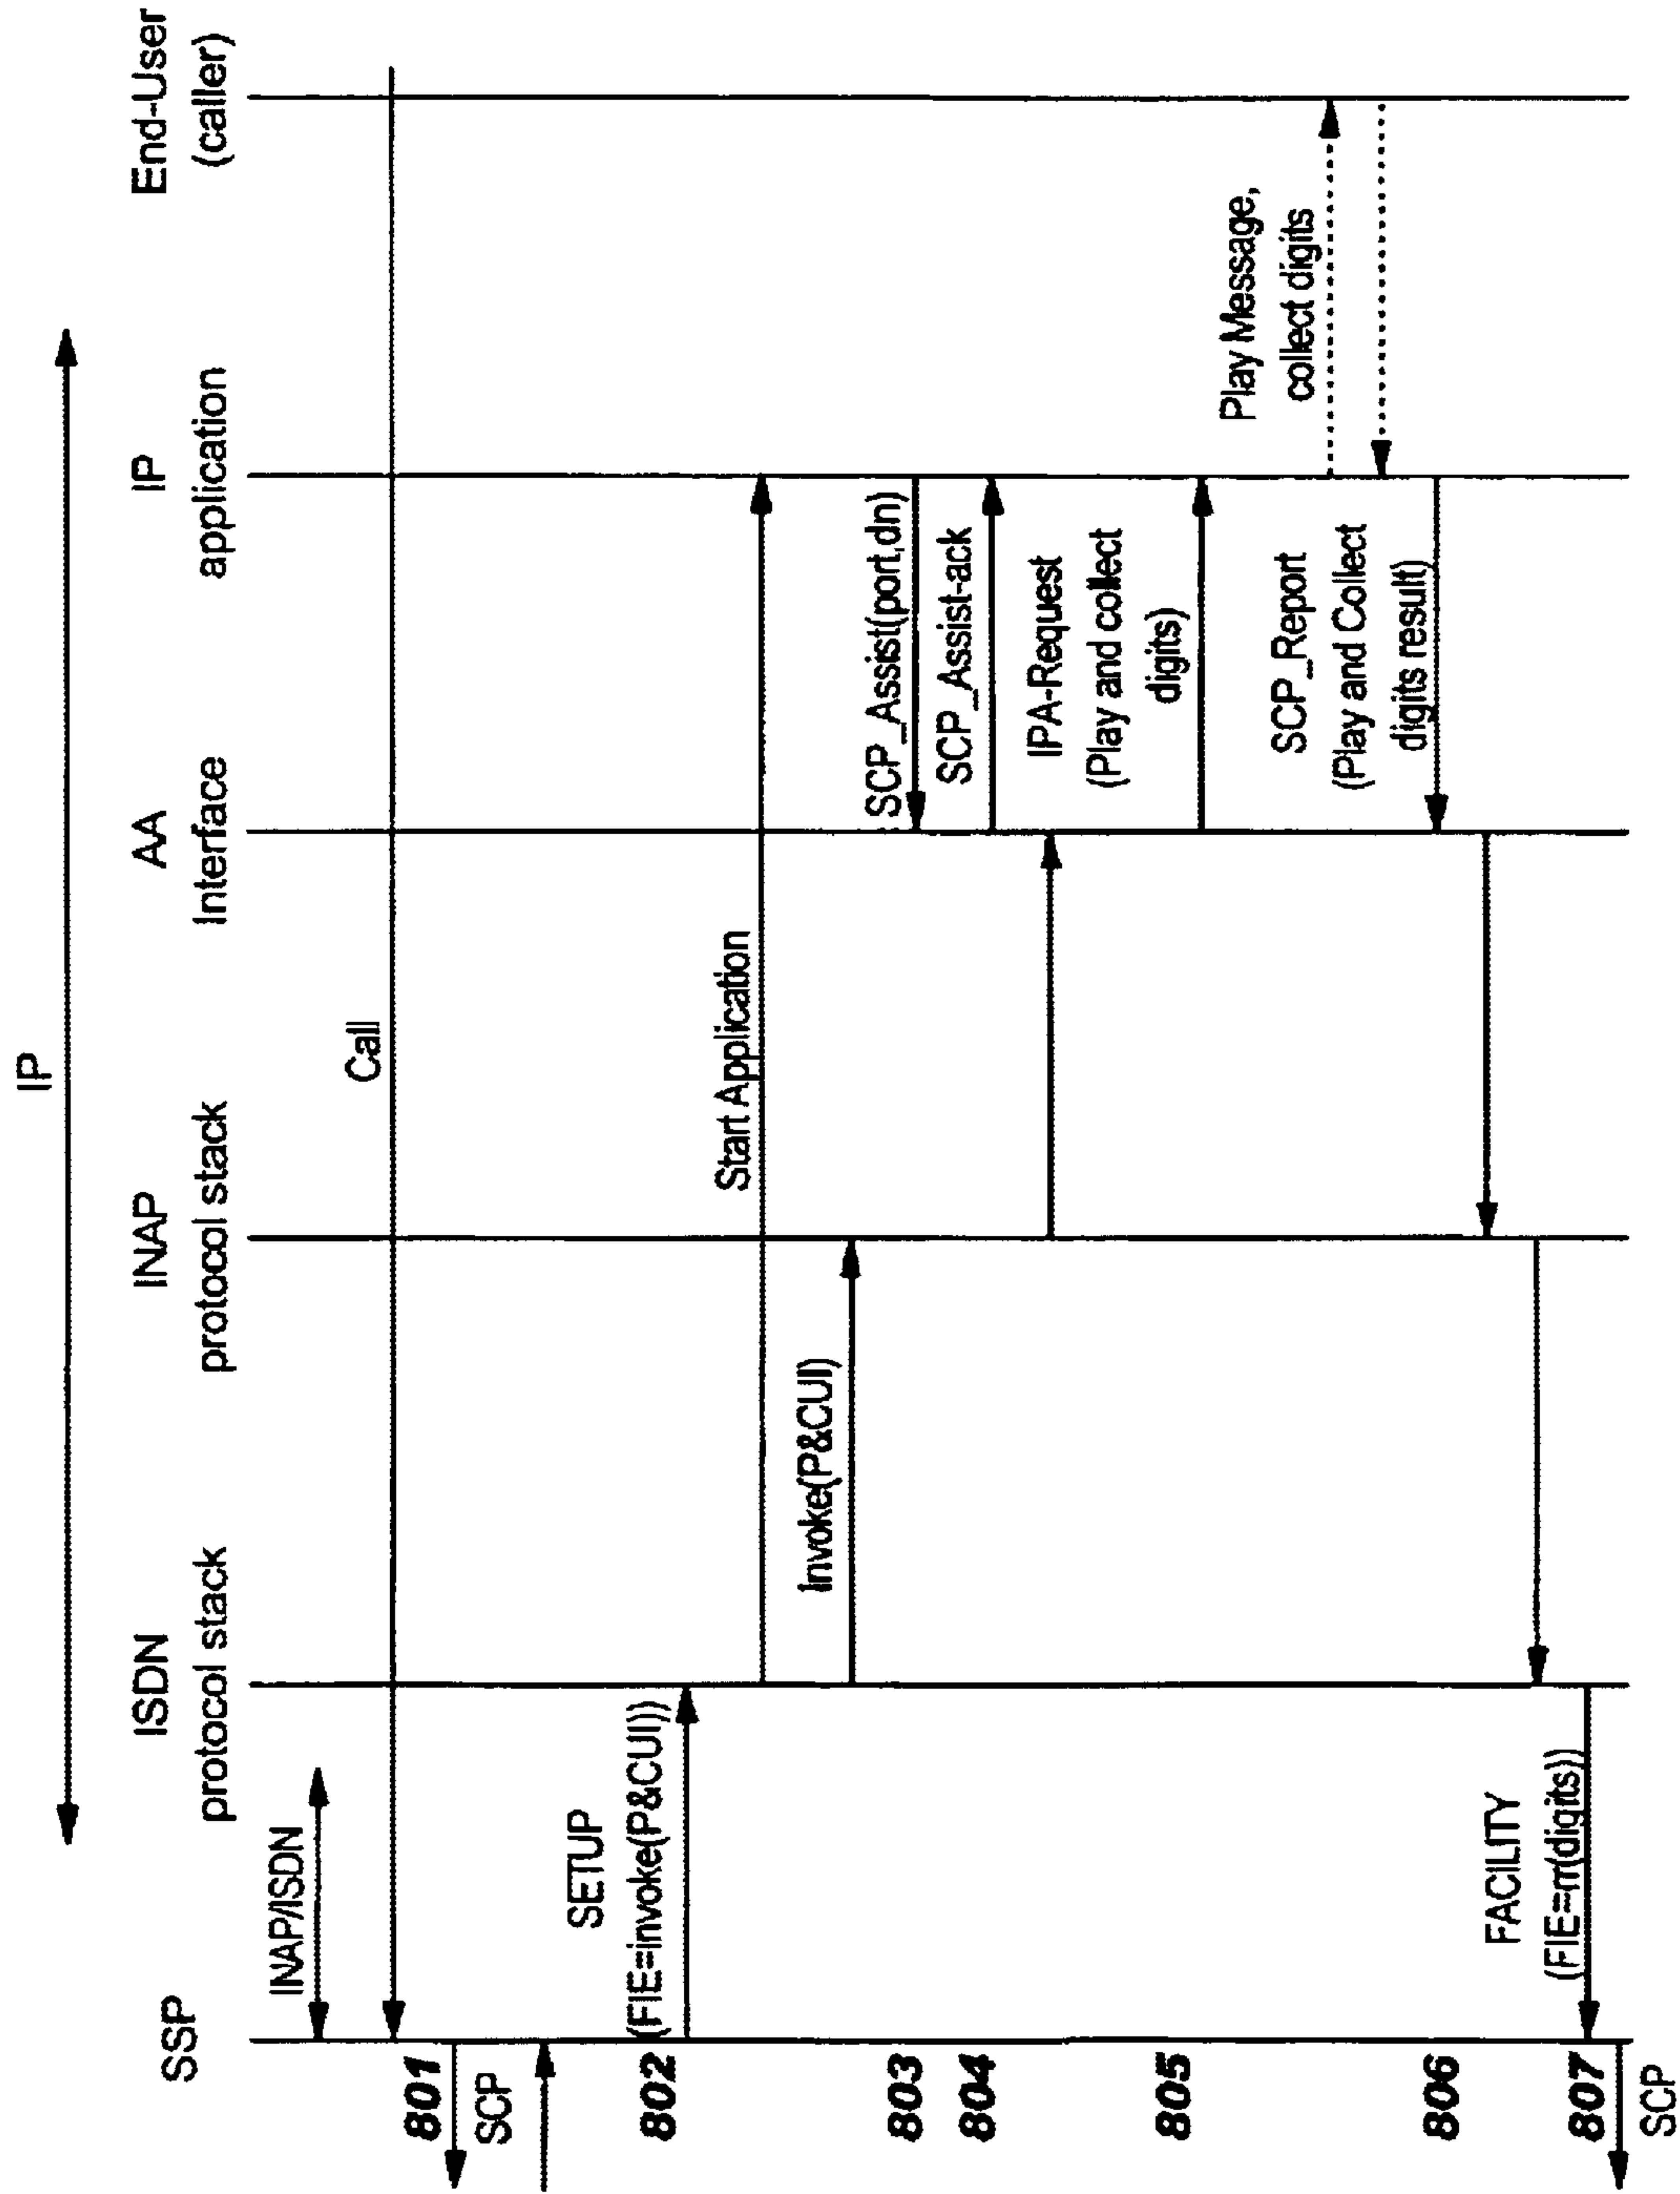 IP
SSP
ISDN
protocol stack
INAP
protocol stack
AA
Interface
IP
application
End-User
(caller)
INAP/ISDN
Call
801
SCP
SETUP
(FIE=invoke(P&CUI))
802
Start Application
Invoke(P&CUI)
803
SCP_Assist(port,dn)
804
SCP_Assist-ack
IPA-Request
(Play and collect
digits)
805
Play Message,
collect digits
SCP_Report
(Play and Collect
digits result)
806
FACILITY
(FIE=rr(digits))
807
SCP